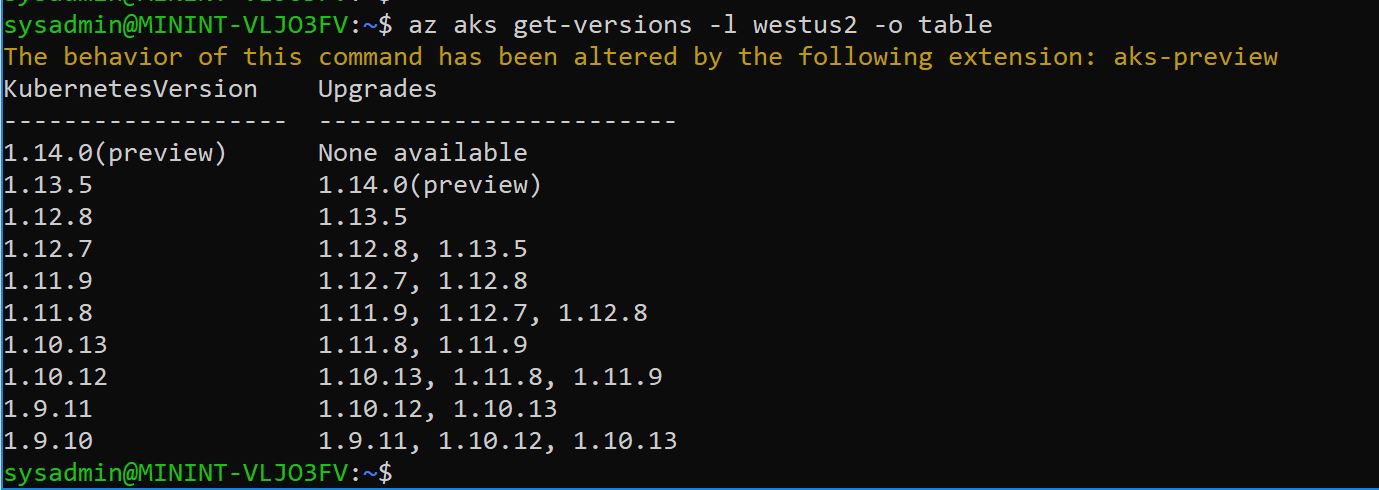 sysadmin@MININT-VLJO3FV:~$
sysadmin@MININT-VLJO3FV:~$ az aks get-versions -l westus2 -o table
The behavior of this command has been altered by the following extension: aks-preview
KubernetesVersion    Upgrades
-------------------  ------------------------
1.14.0(preview)      None available
1.13.5               1.14.0(preview)
1.12.8               1.13.5
1.12.7               1.12.8, 1.13.5
1.11.9               1.12.7, 1.12.8
1.11.8               1.11.9, 1.12.7, 1.12.8
1.10.13              1.11.8, 1.11.9
1.10.12              1.10.13, 1.11.8, 1.11.9
1.9.11               1.10.12, 1.10.13
1.9.10               1.9.11, 1.10.12, 1.10.13
sysadmin@MININT-VLJO3FV:~$